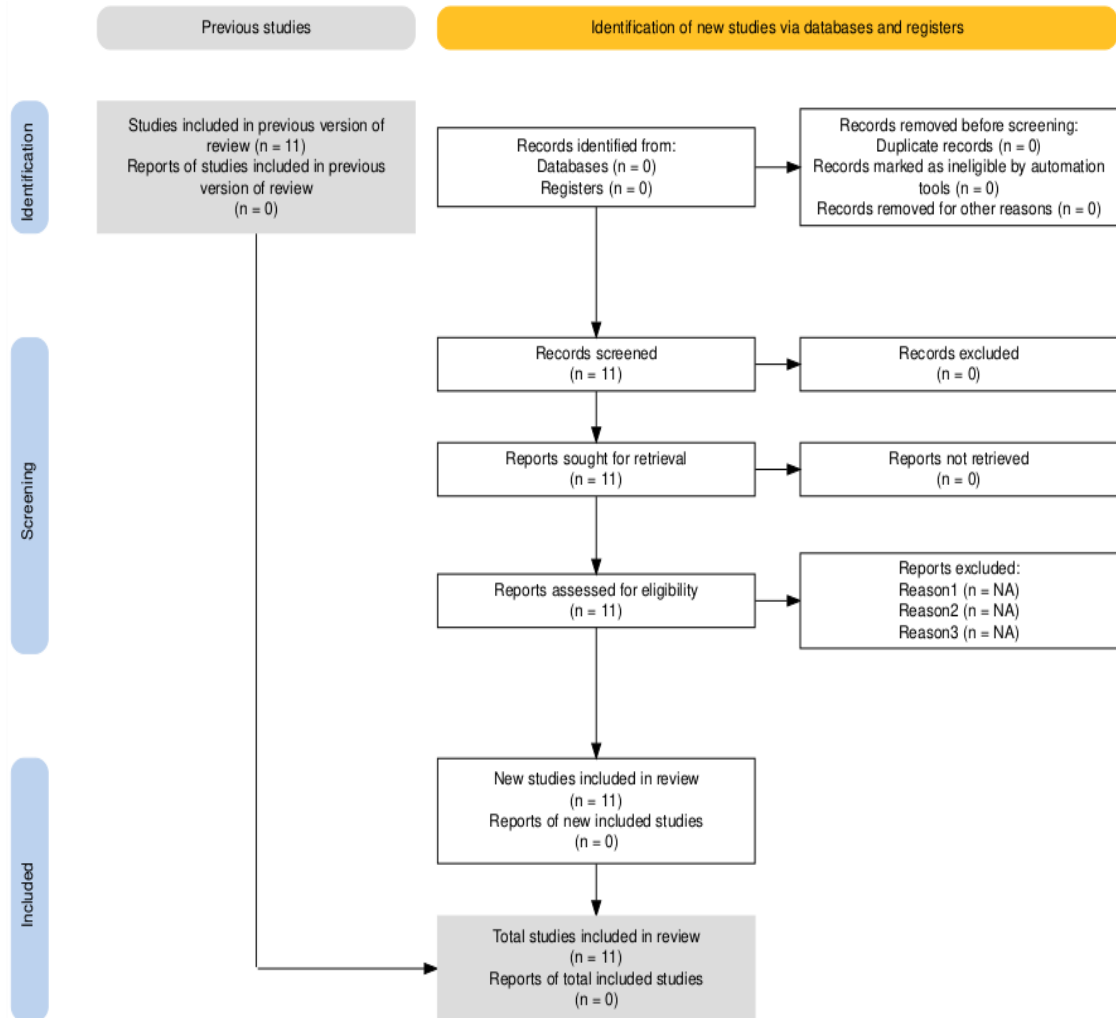 Previous studies
Identification of new studies via databases and registers
Identification
Studies included in previous version of
review (n = 11)
Reports of studies included in previous
version of review
(n = 0)
Records identified from:
Databases (n = 0)
Registers (n = 0)
Records removed before screening:
Duplicate records (n = 0)
Records marked as ineligible by automation
tools (n = 0)
Records removed for other reasons (n = 0)
Screening
Records screened
(n = 11)
Records excluded
(n = 0)
Reports sought for retrieval
(n = 11)
Reports not retrieved
(n = 0)
Reports assessed for eligibility
(n = 11)
Reports excluded:
Reason1 (n = NA)
Reason2 (n = NA)
Reason3 (n = NA)
Included
New studies included in review
(n = 11)
Reports of new included studies
(n = 0)
Total studies included in review
(n = 11)
Reports of total included studies
(n = 0)